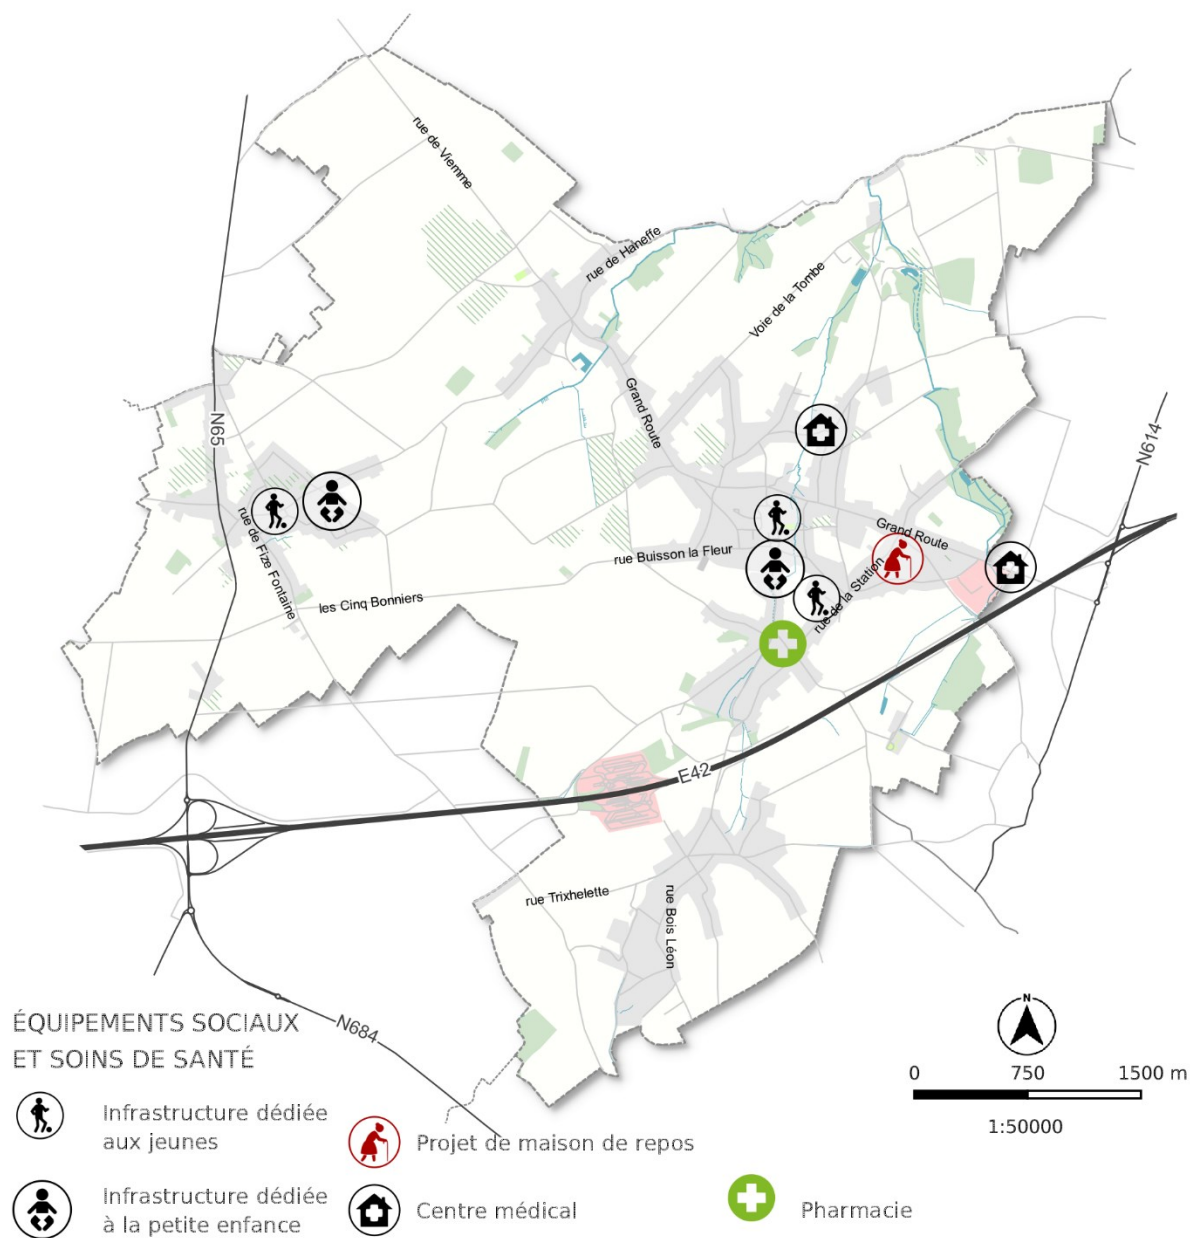 rue de Viemme
rue de Haneffe
Voie de la Tombe
Grand Route
N65
N614
rue de Fize Fontaine
Grand Route
rue Buisson la Fleur
rue de la Station
les Cinq Bonniers
E42
rue Trixhelette
rue Bois Léon
N684
N
ÉQUIPEMENTS SOCIAUX
ET SOINS DE SANTÉ
0 750 1500 m
1:50000
Infrastructure dédiée
aux jeunes
Projet de maison de repos
Infrastructure dédiée
à la petite enfance
Centre médical
Pharmacie